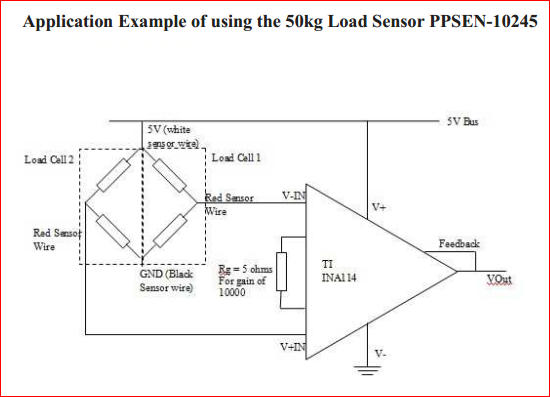 Application Example of using the 50kg Load Sensor PPSEN-10245
5V Bus
5V (white
sensor wire)
Load Cell 2
Load Cell 1
Red Sensor
Wire
V-IN
V+
Red Sensor
Wire
Feedback
GND (Black
Sensor wire)
Rg = 5 ohms
For gain of
10000
TI
INA114
VOut
V+IN
V-